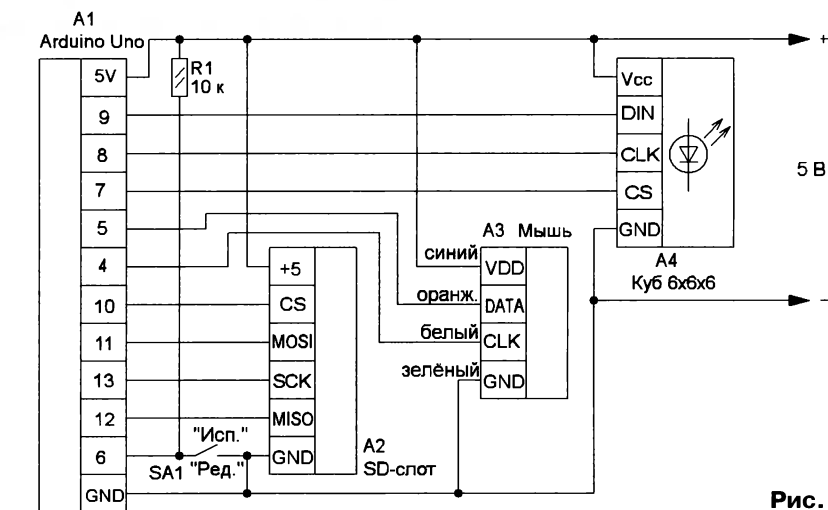 A1
Arduino Uno
5V
9
8
7
5
4
10
11
13
12
6
GND
R1
10 к
SA1
"Исп."
"Ред."
+5
CS
MOSI
SCK
MISO
GND
A2
SD-слот
A3 Мышь
синий
оранж.
белый
зелёный
VDD
DATA
CLK
GND
Vcc
DIN
CLK
CS
GND
A4
Куб 6х6х6
+
5 В
−
Рис.